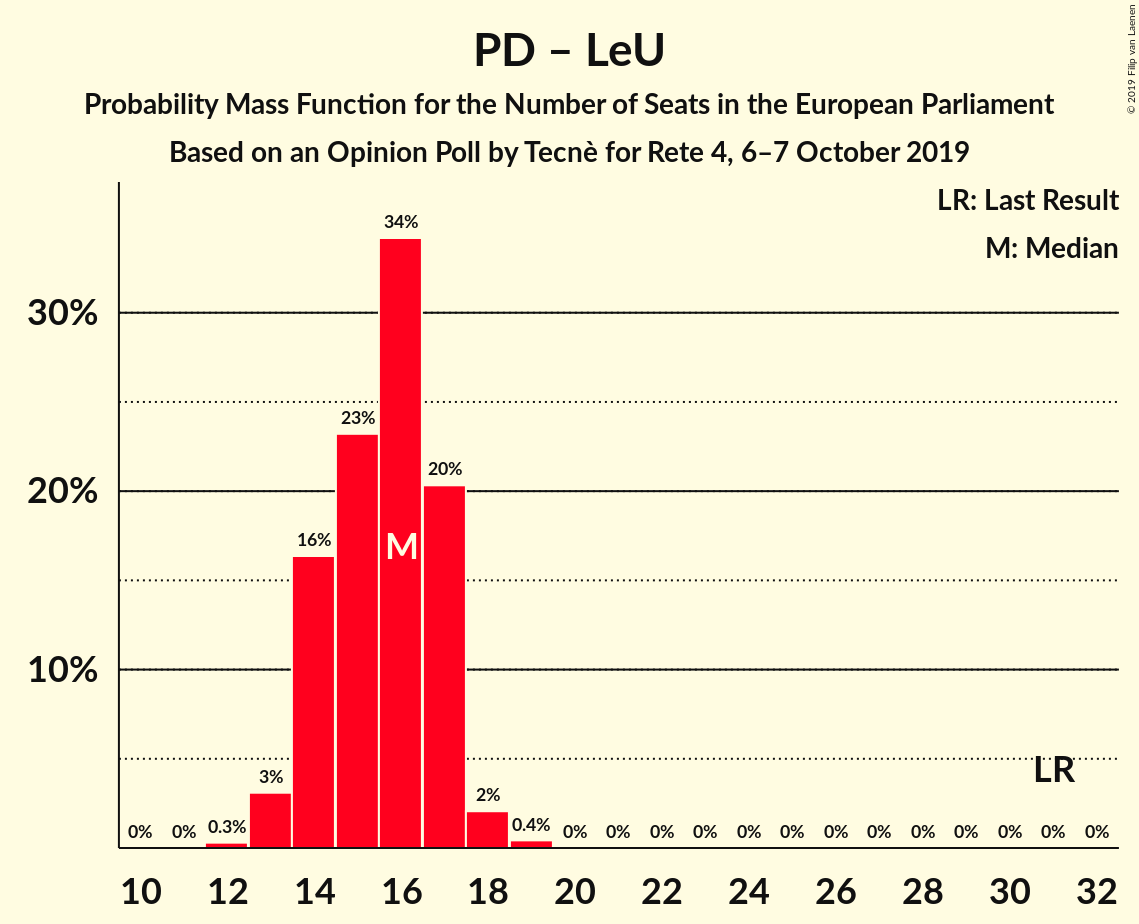 © 2019 Filip van Laenen
PD – LeU
Probability Mass Function for the Number of Seats in the European Parliament
Based on an Opinion Poll by Tecnè for Rete 4, 6–7 October 2019
LR: Last Result
M: Median
30%
20%
10%
0% 0% 0.3% 3% 16% 23% 34% 20% 2% 0.4% 0% 0% 0% 0% 0% 0% 0% 0% 0% 0% 0% 0% 0%
M
LR
10 12 14 16 18 20 22 24 26 28 30 32